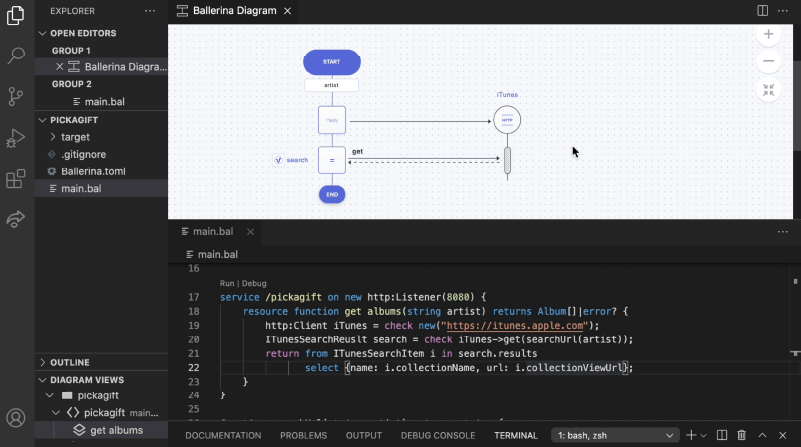 EXPLORER
OPEN EDITORS
GROUP 1
Ballerina Diagra...
GROUP 2
main.bal
PICKAGIFT
target
.gitignore
Ballerina.toml
main.bal
OUTLINE
DIAGRAM VIEWS
pickagift
pickagift main...
get albums
Ballerina Diagram
START
artist
new
iTunes
HTTP
get
search
=
END
main.bal
main.bal
16
Run | Debug
17 service /pickagift on new http:Listener(8080) {
18 resource function get albums(string artist) returns Album[]|error? {
19 http:Client iTunes = check new("https://itunes.apple.com");
20 ITunesSearchReuslt search = check iTunes->get(searchUrl(artist));
21 return from ITunesSearchItem i in search.results
22 select {name: i.collectionName, url: i.collectionViewUrl};
23 }
24 }
25
DOCUMENTATION PROBLEMS OUTPUT DEBUG CONSOLE TERMINAL 1: bash, zsh